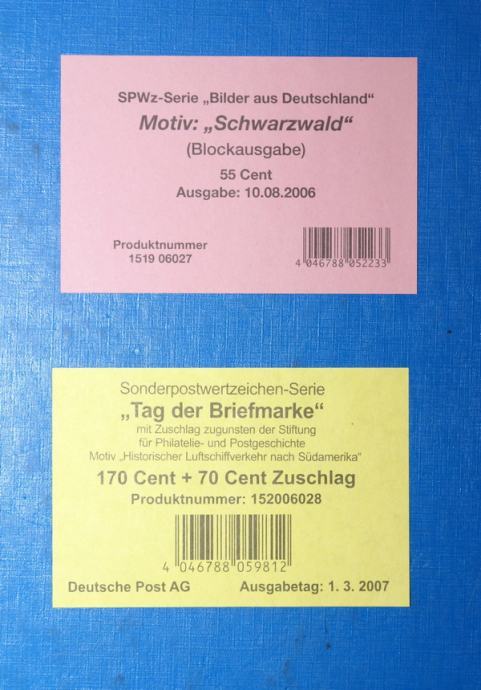 SPWz-Serie „Bilder aus Deutschland“
Motiv: „Schwarzwald“
(Blockausgabe)
55 Cent
Ausgabe: 10.08.2006
Produktnummer
1519 06027
4 046788 052233
Sonderpostwertzeichen-Serie
„Tag der Briefmarke“
mit Zuschlag zugunsten der Stiftung
für Philatelie- und Postgeschichte
Motiv „Historischer Luftschiffverkehr nach Südamerika“
170 Cent + 70 Cent Zuschlag
Produktnummer: 152006028
4 046788 059812
Deutsche Post AG Ausgabetag: 1. 3. 2007